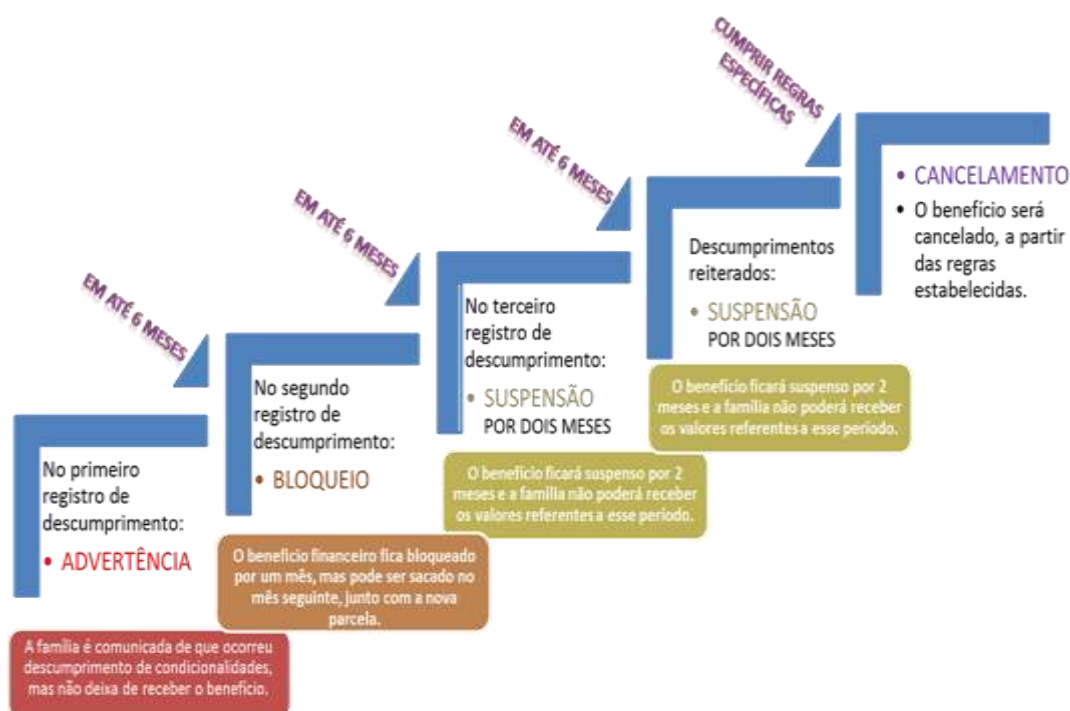 EM ATÉ 6 MESES
No primeiro
registro de
descumprimento:
• ADVERTÊNCIA
A família é comunicada de que ocorreu
descumprimento de condicionalidades,
mas não deixa de receber o benefício.
EM ATÉ 6 MESES
No segundo
registro de
descumprimento:
• BLOQUEIO
O benefício financeiro fica bloqueado
por um mês, mas pode ser sacado no
mês seguinte, junto com a nova
parcela.
EM ATÉ 6 MESES
No terceiro
registro de
descumprimento:
• SUSPENSÃO
POR DOIS MESES
O benefício ficará suspenso por 2
meses e a família não poderá receber
os valores referentes a esse período.
CUMPRIR REGRAS
ESPECÍFICAS
Descumprimentos
reiterados:
• SUSPENSÃO
POR DOIS MESES
O benefício ficará suspenso por 2
meses e a família não poderá receber
os valores referentes a esse período.
• CANCELAMENTO
• O benefício será
cancelado, a partir
das regras
estabelecidas.